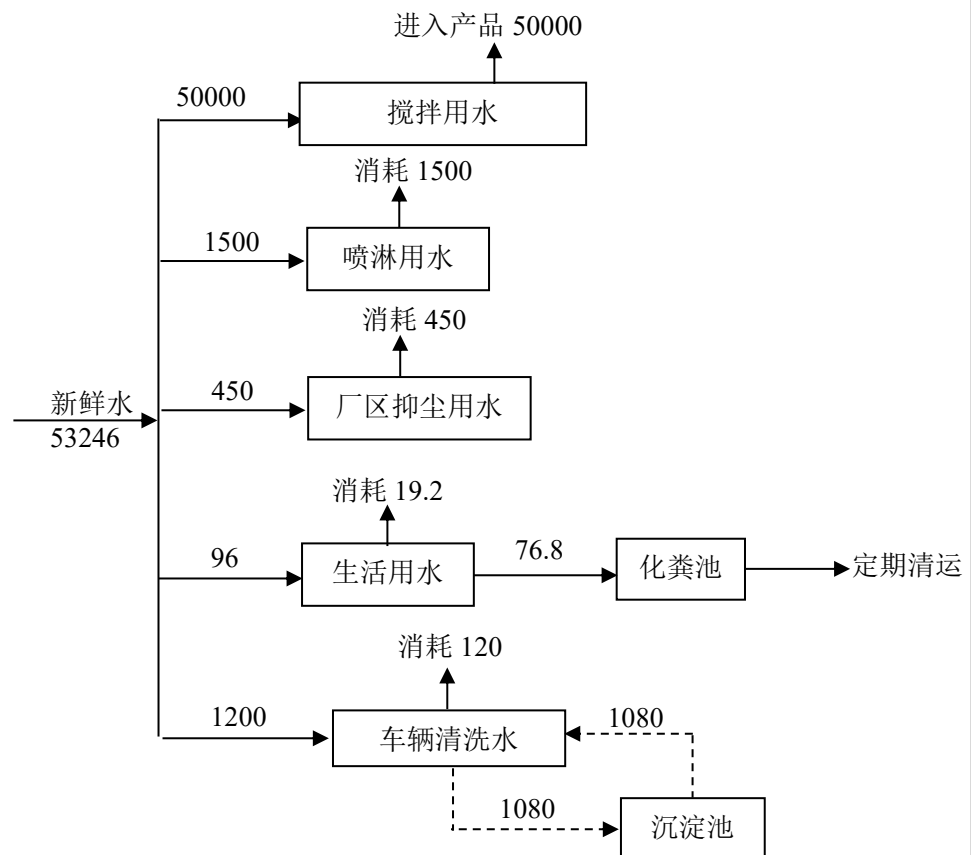 进入产品 50000
50000
搅拌用水
消耗 1500
1500
喷淋用水
消耗 450
450
厂区抑尘用水
新鲜水
53246
消耗 19.2
96
生活用水
76.8
化粪池
定期清运
消耗 120
1200
车辆清洗水
1080
1080
沉淀池